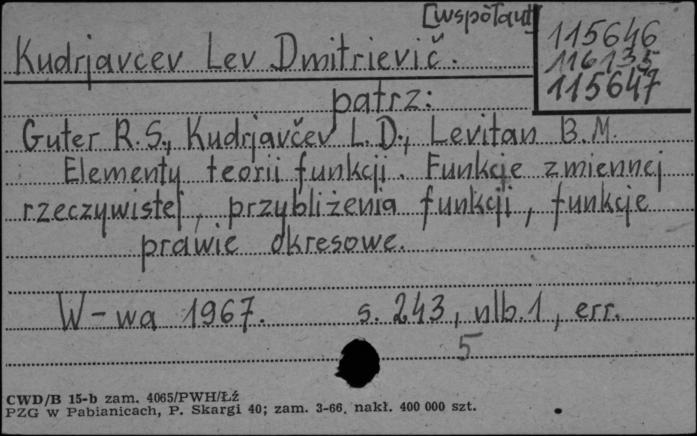 [współaut]
115646
116135
115647
Kudrjavcev Lev Dmitrievič.
patrz:
Guter R.S., Kudrjavčev L.D., Levitan B.M.
Elementy teorii funkcji. Funkcje zmiennej
rzeczywistej, przybliżenia funkcji, funkcje
prawie okresowe.
W-wa 1967. s. 243, nlb.1, err.
5
CWD/B 15-b zam. 4065/PWH/ŁŹ
PZG w Pabianicach, P. Skargi 40; zam. 3-66, nakł. 400 000 szt.